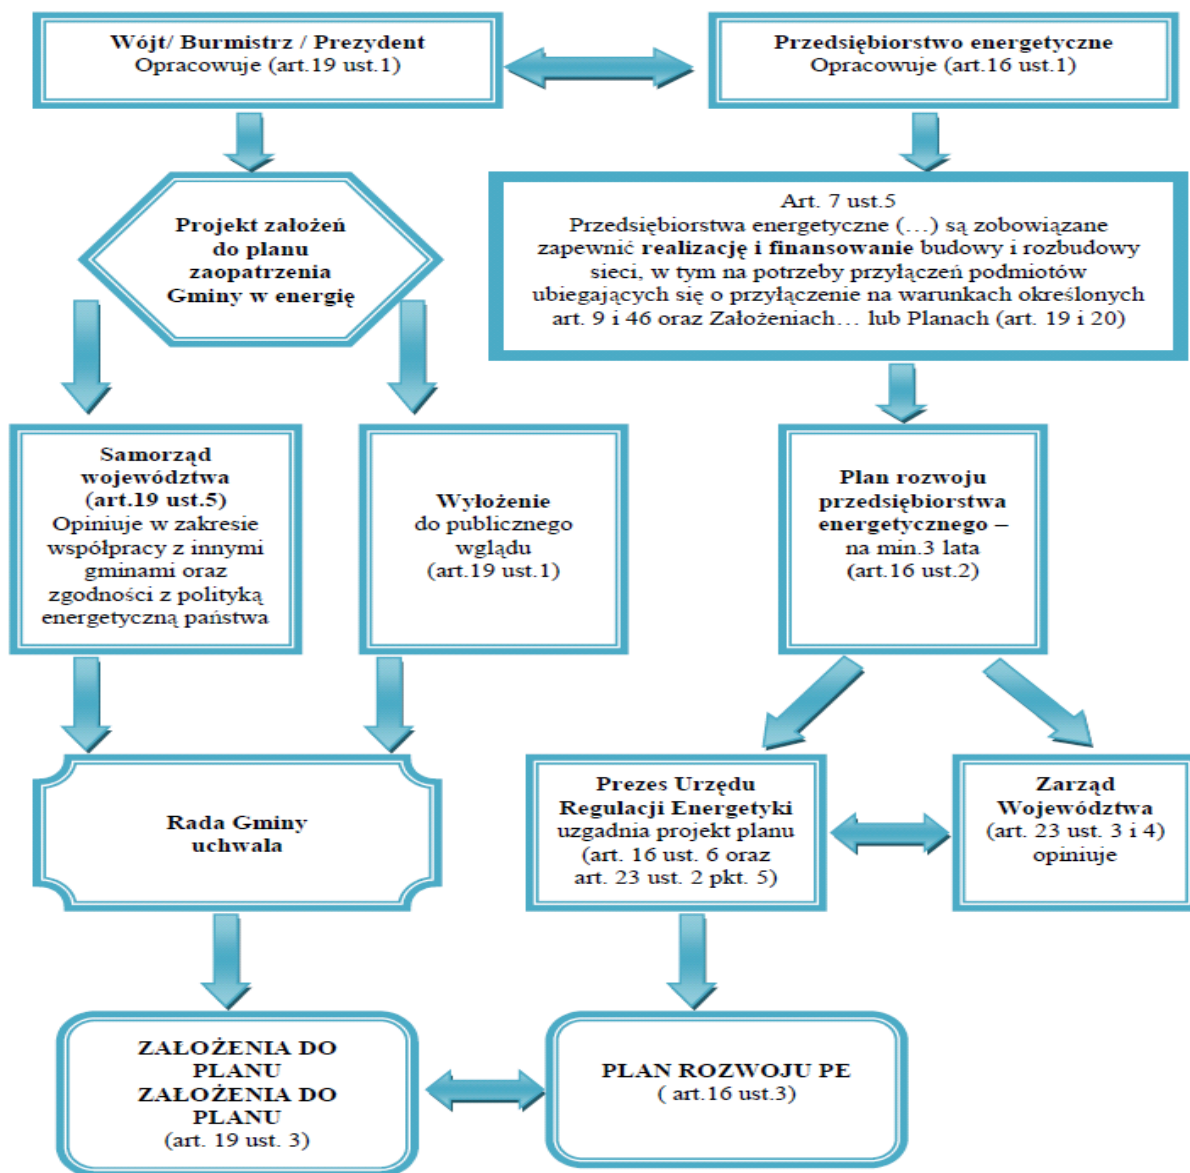 Wójt/ Burmistrz / Prezydent
Opracowuje (art.19 ust.1)
Przedsiębiorstwo energetyczne
Opracowuje (art.16 ust.1)
Projekt założeń
do planu
zaopatrzenia
Gminy w energię
Art. 7 ust.5
Przedsiębiorstwa energetyczne (…) są zobowiązane
zapewnić realizację i finansowanie budowy i rozbudowy
sieci, w tym na potrzeby przyłączeń podmiotów
ubiegających się o przyłączenie na warunkach określonych
art. 9 i 46 oraz Założeniach… lub Planach (art. 19 i 20)
Samorząd
województwa
(art.19 ust.5)
Opiniuje w zakresie
współpracy z innymi
gminami oraz
zgodności z polityką
energetyczną państwa
Wyłożenie
do publicznego
wglądu
(art.19 ust.1)
Plan rozwoju
przedsiębiorstwa
energetycznego –
na min.3 lata
(art.16 ust.2)
Rada Gminy
uchwala
Prezes Urzędu
Regulacji Energetyki
uzgadnia projekt planu
(art. 16 ust. 6 oraz
art. 23 ust. 2 pkt. 5)
Zarząd
Województwa
(art. 23 ust. 3 i 4)
opiniuje
ZAŁOŻENIA DO
PLANU
ZAŁOŻENIA DO
PLANU
(art. 19 ust. 3)
PLAN ROZWOJU PE
( art.16 ust.3)